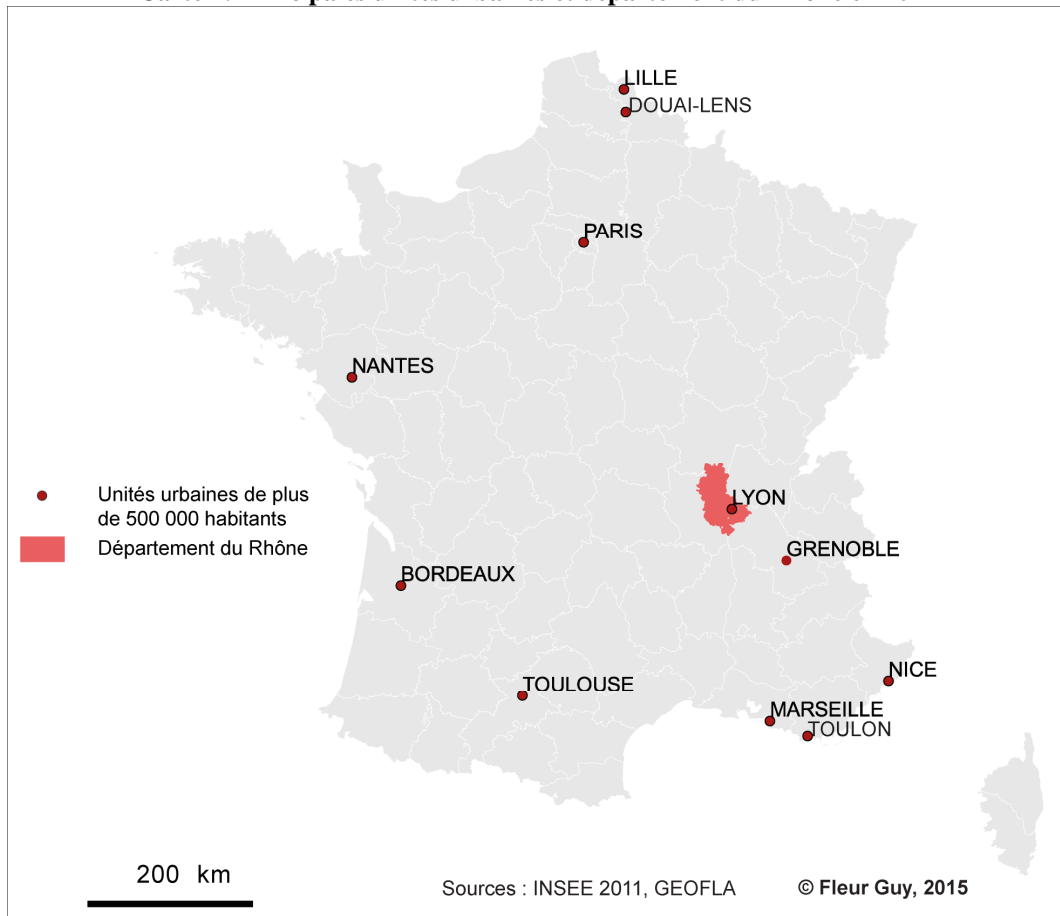 LILLE
DOUAI-LENS
PARIS
NANTES
LYON
GRENOBLE
BORDEAUX
TOULOUSE
NICE
MARSEILLE
TOULON
Unités urbaines de plus
de 500 000 habitants
Département du Rhône
200 km
Sources : INSEE 2011, GEOFLA
© Fleur Guy, 2015